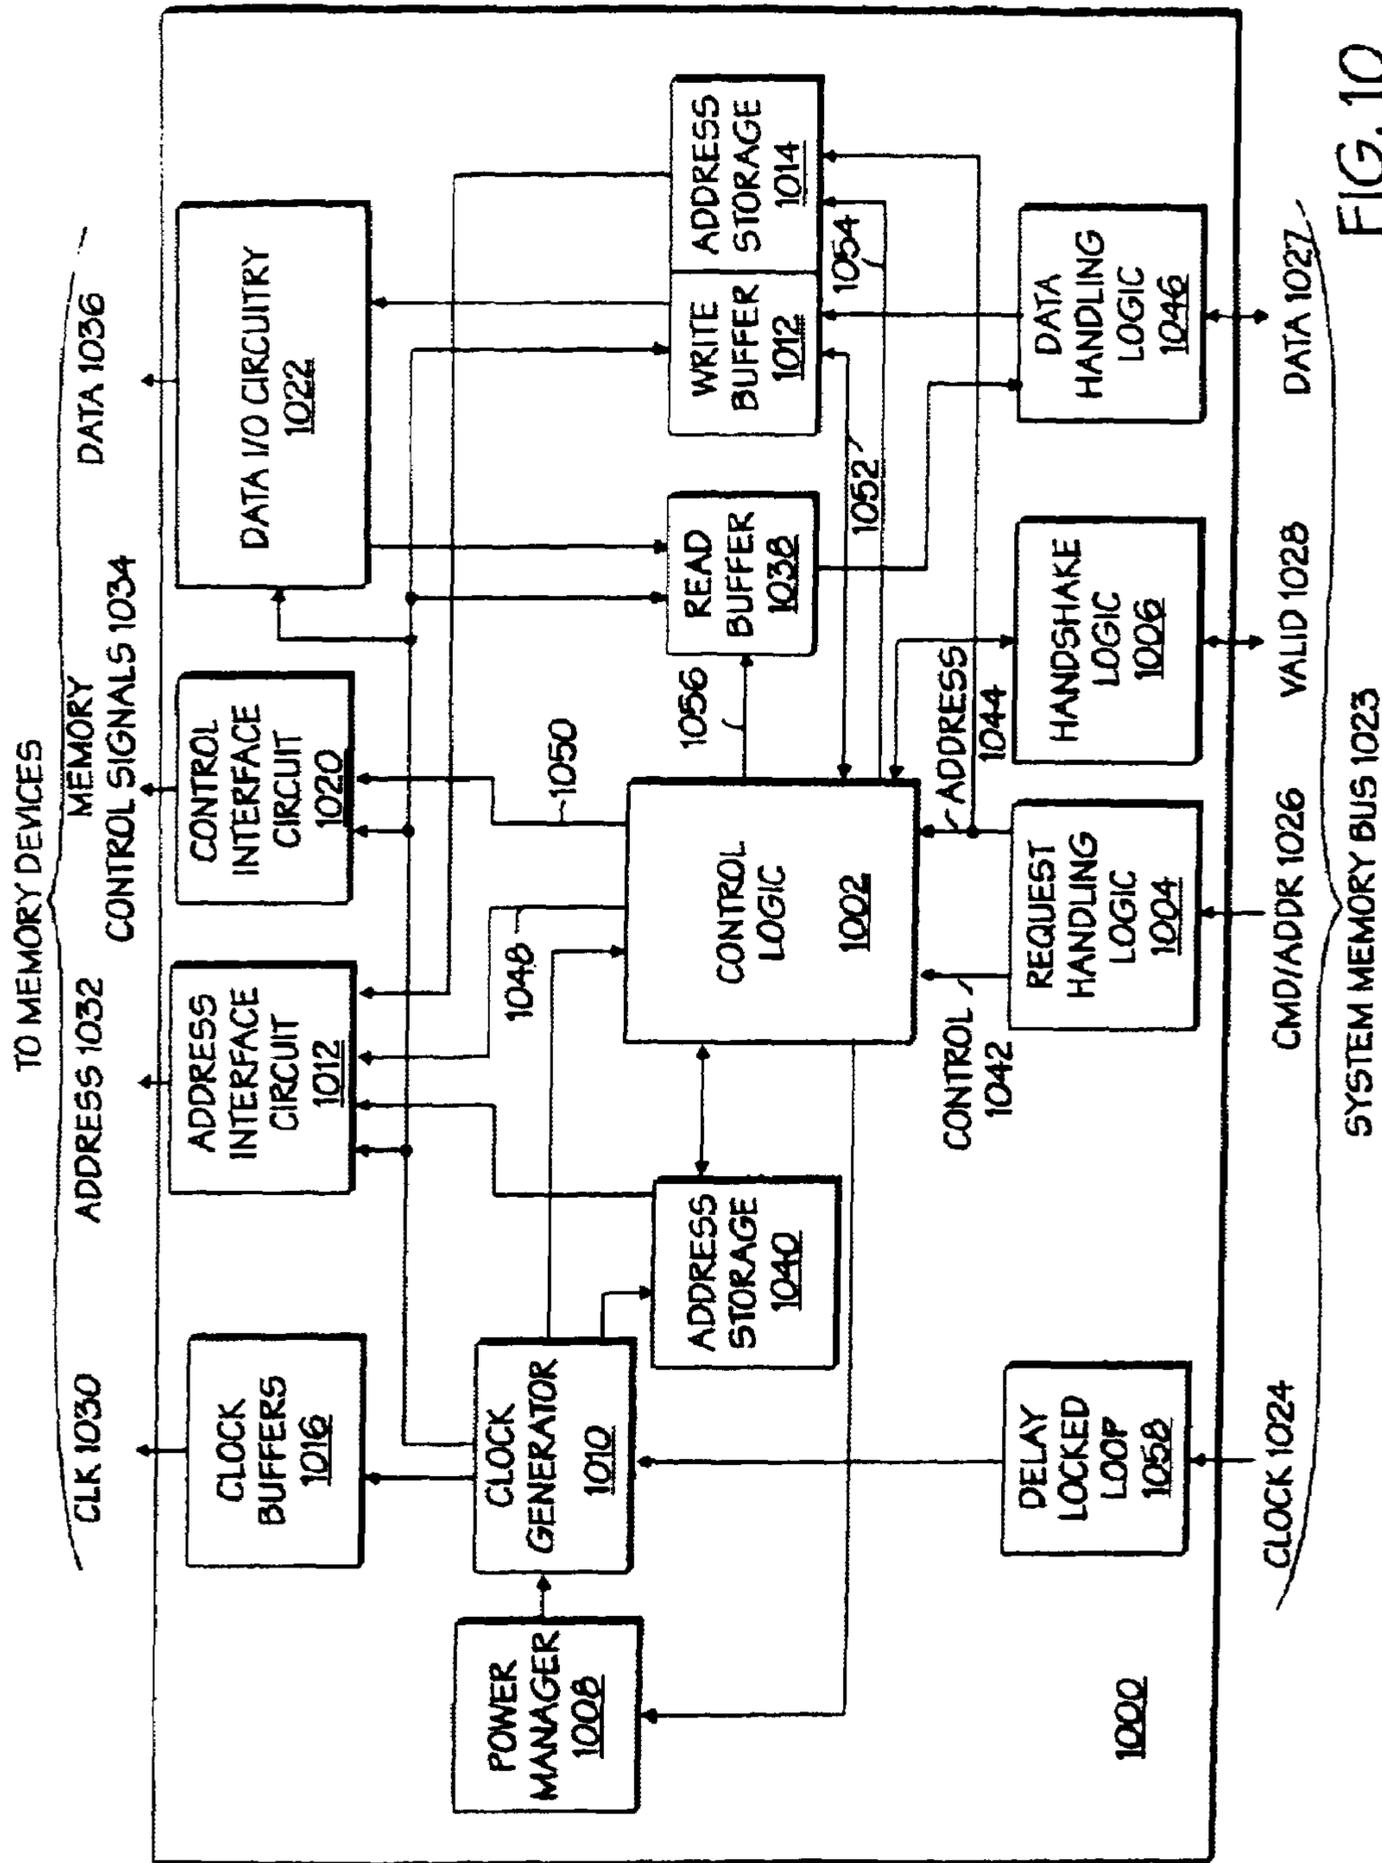 TO MEMORY DEVICES
CLK 1030
ADDRESS 1032
MEMORY
CONTROL SIGNALS 1034
DATA 1036
CLOCK
BUFFERS
1016
ADDRESS
INTERFACE
CIRCUIT
1012
CONTROL
INTERFACE
CIRCUIT
1020
DATA I/O CIRCUITRY
1022
POWER
MANAGER
1008
CLOCK
GENERATOR
1010
1048
1050
1056
ADDRESS
STORAGE
1040
CONTROL
LOGIC
1002
READ
BUFFER
1038
WRITE
BUFFER
1012
ADDRESS
STORAGE
1014
1052
1054
CONTROL
1042
ADDRESS
1044
DELAY
LOCKED
LOOP
1058
REQUEST
HANDLING
LOGIC
1004
HANDSHAKE
LOGIC
1006
DATA
HANDLING
LOGIC
1046
1000
CLOCK 1024
CMD/ADDR 1026
VALID 1028
DATA 1027
SYSTEM MEMORY BUS 1023
FIG. 10